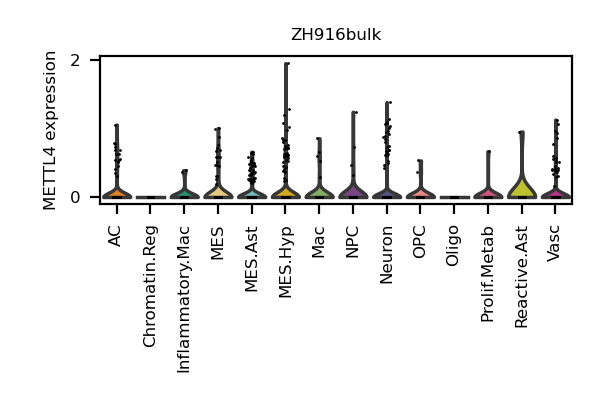 ZH916bulk
METTL4 expression
2
0
AC
Chromatin.Reg
Inflammatory.Mac
MES
MES.Ast
MES.Hyp
Mac
NPC
Neuron
OPC
Oligo
Prolif.Metab
Reactive.Ast
Vasc